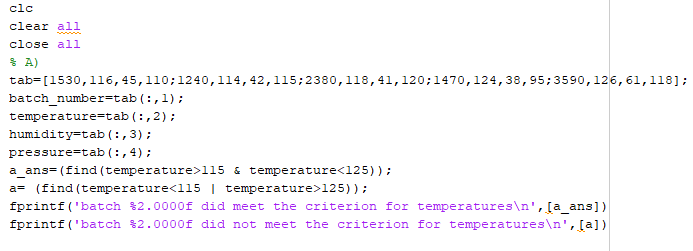 clc
clear all
close all
% A)
tab=[1530,116,45,110;1240,114,42,115;2380,118,41,120;1470,124,38,95;3590,126,61,118];
batch_number=tab(:,1);
temperature=tab(:,2);
humidity=tab(:,3);
pressure=tab(:,4);
a_ans=(find(temperature>115 & temperature<125));
a= (find(temperature<115 | temperature>125));
fprintf('batch %2.0000f did meet the criterion for temperatures\n',[a_ans])
fprintf('batch %2.0000f did not meet the criterion for temperatures\n',[a])